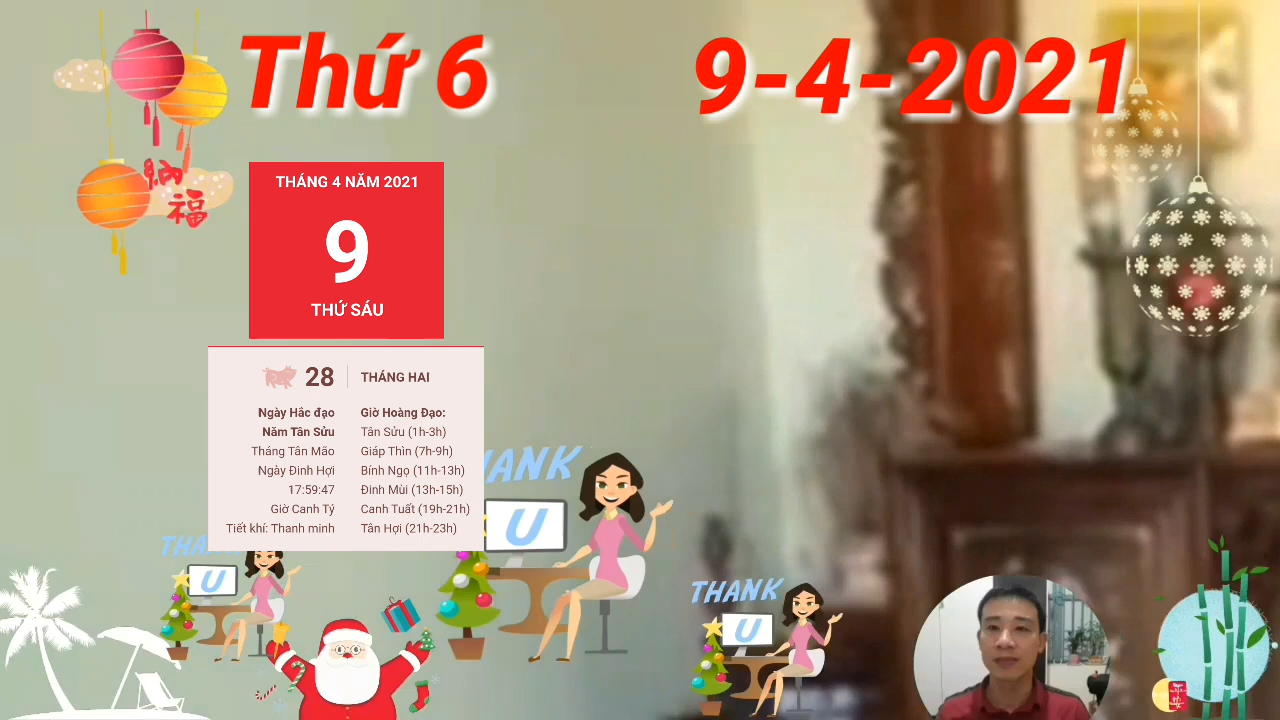 Thứ 6
9-4-2021
納
福
THÁNG 4 NĂM 2021
9
THỨ SÁU
28
THÁNG HAI
Ngày Hắc đạo
Năm Tân Sửu
Tháng Tân Mão
Ngày Đinh Hợi
17:59:47
Giờ Canh Tý
Tiết khí: Thanh minh
Giờ Hoàng Đạo:
Tân Sửu (1h-3h)
Giáp Thìn (7h-9h)
Bính Ngọ (11h-13h)
Đinh Mùi (13h-15h)
Canh Tuất (19h-21h)
Tân Hợi (21h-23h)
HANK
U
THA
U
THANK
U